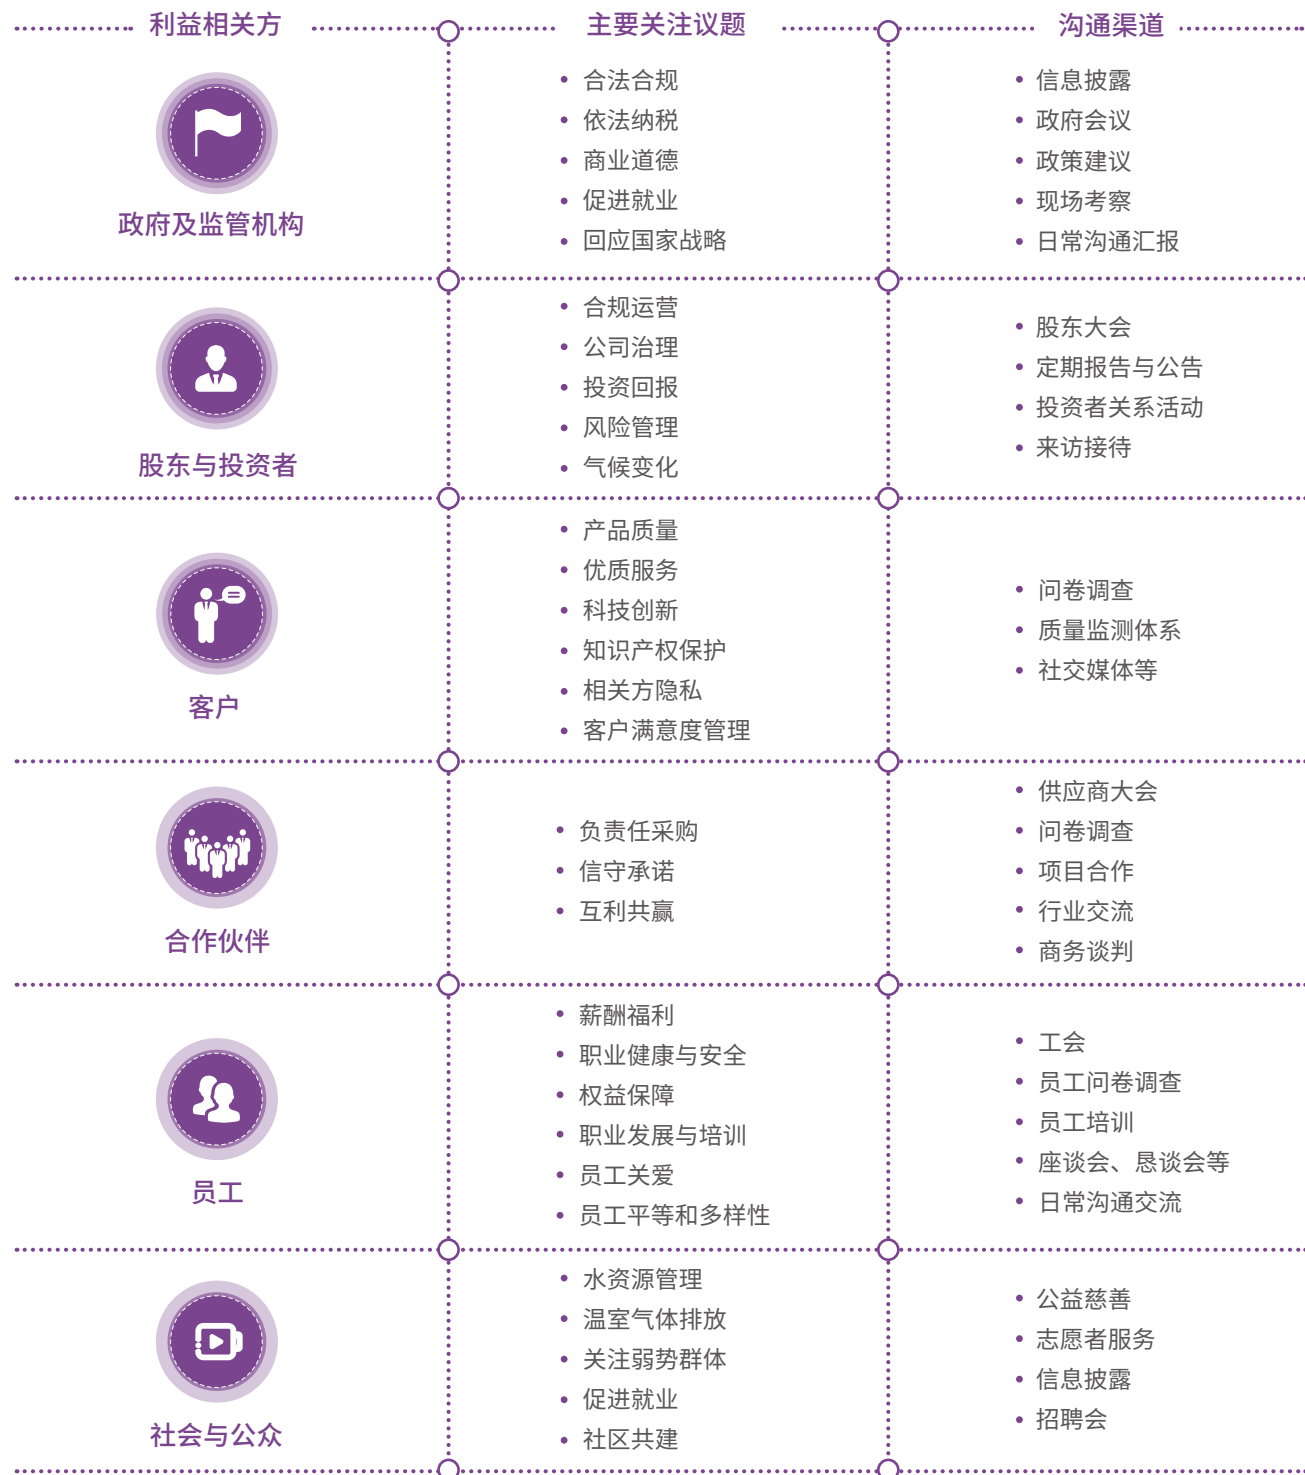 利益相关方
主要关注议题
沟通渠道
政府及监管机构
合法合规
依法纳税
商业道德
促进就业
回应国家战略
信息披露
政府会议
政策建议
现场考察
日常沟通汇报
股东与投资者
合规运营
公司治理
投资回报
风险管理
气候变化
股东大会
定期报告与公告
投资者关系活动
来访接待
客户
产品质量
优质服务
科技创新
知识产权保护
相关方隐私
客户满意度管理
问卷调查
质量监测体系
社交媒体等
合作伙伴
负责任采购
信守承诺
互利共赢
供应商大会
问卷调查
项目合作
行业交流
商务谈判
员工
薪酬福利
职业健康与安全
权益保障
职业发展与培训
员工关爱
员工平等和多样性
工会
员工问卷调查
员工培训
座谈会、恳谈会等
日常沟通交流
社会与公众
水资源管理
温室气体排放
关注弱势群体
促进就业
社区共建
公益慈善
志愿者服务
信息披露
招聘会